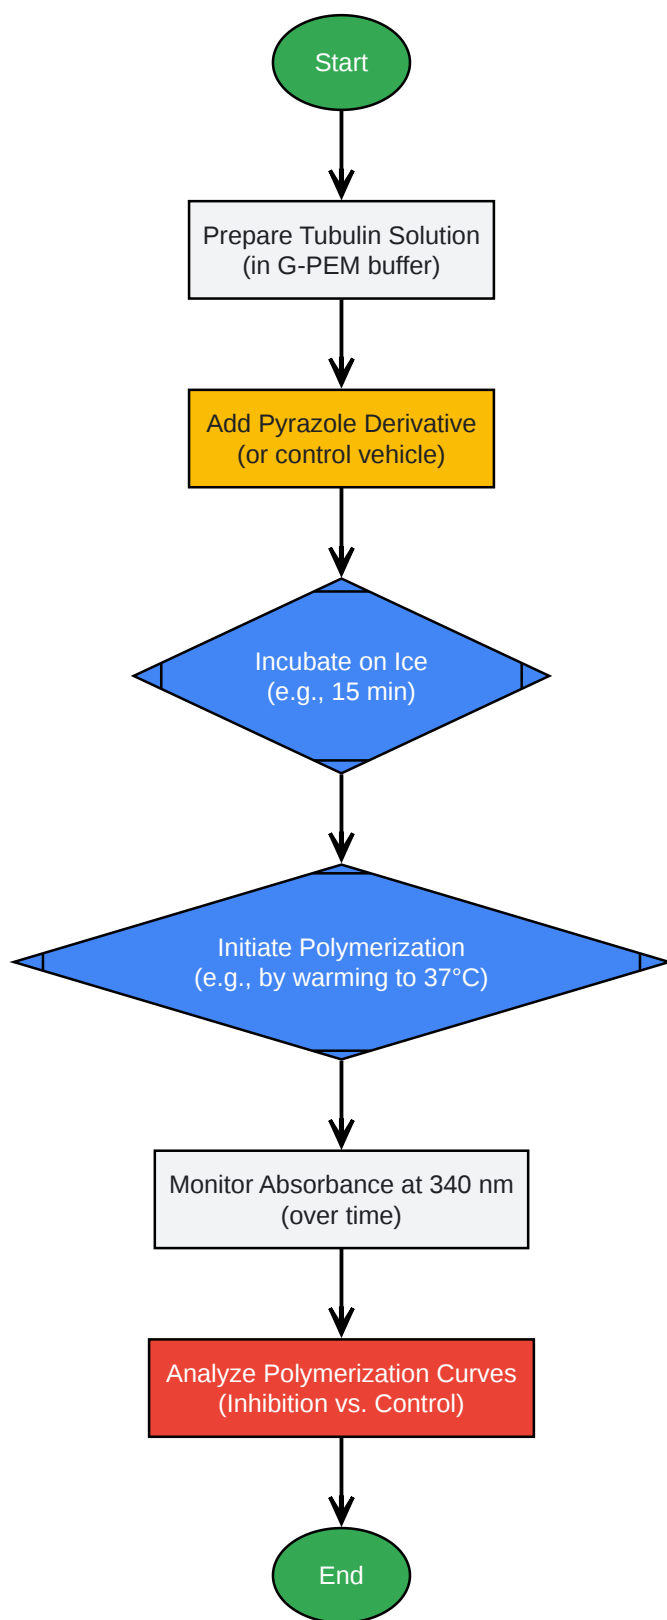 Start
Prepare Tubulin Solution
(in G-PEM buffer)
Add Pyrazole Derivative
(or control vehicle)
Incubate on Ice
(e.g., 15 min)
Initiate Polymerization
(e.g., by warming to 37°C)
Monitor Absorbance at 340 nm
(over time)
Analyze Polymerization Curves
(Inhibition vs. Control)
End